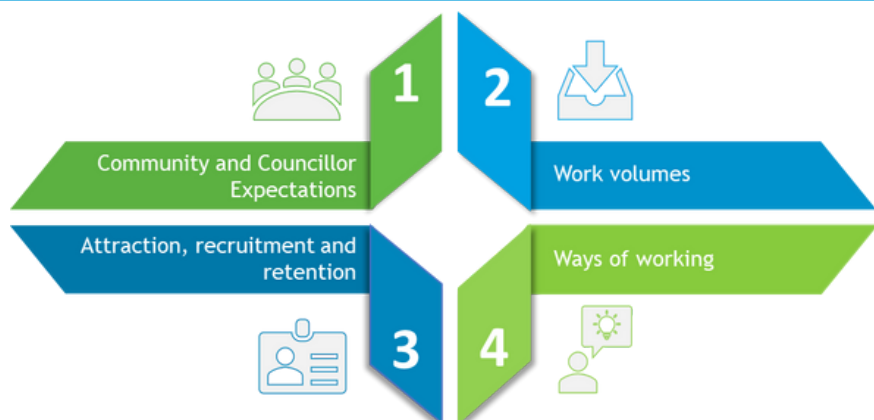 1
Community and Councillor
Expectations
2
Work volumes
Attraction, recruitment and
retention
3
Ways of working
4